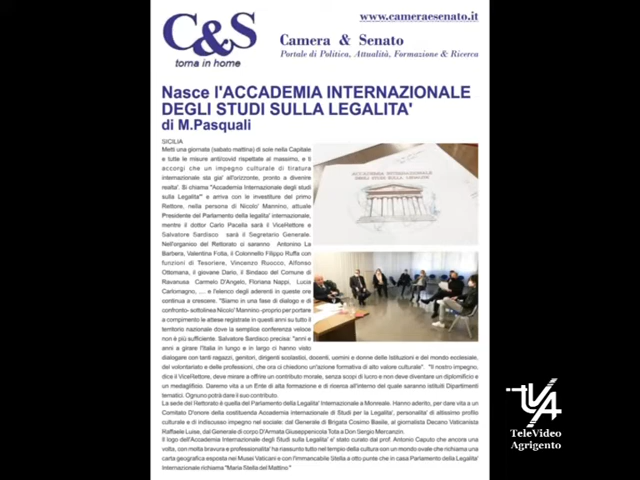 C&S
torna in home
www.cameraesenato.it
Camera & Senato
Portale di Politica, Attualità, Formazione & Ricerca
Nasce l'ACCADEMIA INTERNAZIONALE
DEGLI STUDI SULLA LEGALITA'
di M.Pasquali
SICILIA
Metti una giornata (sabato mattina) di sole nella Capitale
e tutte le misure anti/covid rispettate al massimo, e ti
accorgi che un impegno culturale di tiratura
internazionale sta gia' all'orizzonte, pronto a divenire
realta'. Si chiama "Accademia Internazionale degli studi
sulla Legalita'" e arriva con le investiture del primo
Rettore, nella persona di Nicolo' Mannino, attuale
Presidente del Parlamento della legalita' internazionale,
mentre il dottor Carlo Pacella sarà il ViceRettore e
Salvatore Sardisco sarà il Segretario Generale.
Nell'organico del Rettorato ci saranno Antonino La
Barbera, Valentina Fotia, il Colonnello Filippo Ruffa con
funzioni di Tesoriere, Vincenzo Ruocco, Alfonso
Ottomana, il giovane Dario, il Sindaco del Comune di
Ravanusa: Carmelo D'Angelo, Floriana Nappi, Lucia
Carlomagno, .... e l'elenco degli aderenti in queste ore
continua a crescere. "Siamo in una fase di dialogo e di
confronto- sottolinea Nicolo' Mannino -proprio per portare
a compimento le attese registrate in questi anni su tutto il
territorio nazionale dove la semplice conferenza veloce
non è più sufficiente. Salvatore Sardisco precisa: "anni e
anni a girare l'Italia in lungo e in largo ci hanno visto
dialogare con tanti ragazzi, genitori, dirigenti scolastici, docenti, uomini e donne delle istituzioni e del mondo ecclesiale,
del volontariato e delle professioni, che ora ci chiedono un'azione formativa di alto valore culturale". "Il nostro impegno,
dice il ViceRettore, deve mirare a offrire un contributo morale, senza scopi di lucro e non deve diventare un diplomificio e
un medaglificio. Daremo vita a un Ente di alta formazione e di ricerca all'interno del quale saranno istituiti Dipartimenti
tematici. Ognuno potrà dare il suo contributo.
La sede del Rettorato è quella del Parlamento della Legalita' Internazionale a Monreale. Hanno aderito, per dare vita a un
Comitato D'onore della costituenda Accademia Internazionale di Studi per la Legalita', personalita' di altissimo profilo
culturale e di indiscusso impegno nel sociale: dal Generale di Brigata Cosimo Basile, al giornalista Decano Vaticanista
Raffaele Luise, dal Generale di corpo D'Armata Giuseppenicola Tota a Don Sergio Mercanzin.
Il logo dell'Accademia Internazionale degli Studi sulla Legalita' e' stato curato dal prof. Antonio Caputo che ancora una
volta, con molta bravura e professionalita' ha riassunto tutto nel tempio della cultura con un mondo ovale che richiama una
carta geografica esposta nei Musei Vaticani e con l'immancabile Stella a otto punte che in casa Parlamento della Legalita'
Internazionale richiama "Maria Stella del Mattino"
ACCADEMIA INTERNAZIONALE
DEGLI STUDI SULLA LEGALITA'
TVA
TeleVideo
Agrigento